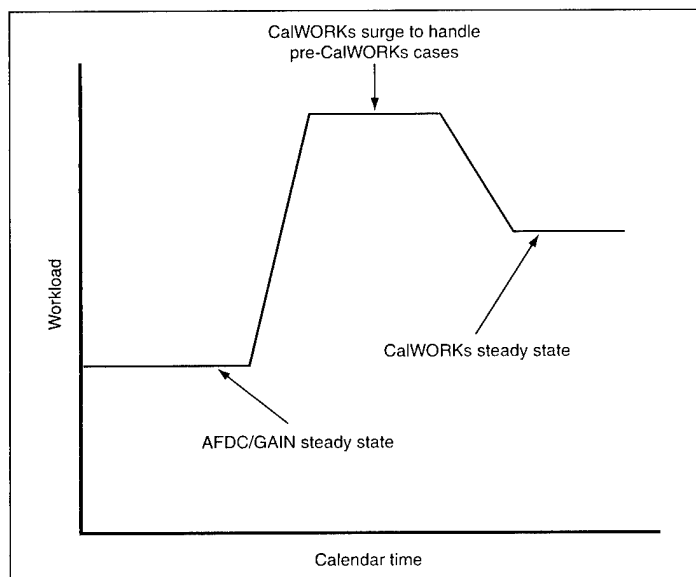 CalWORKs surge to handle
pre-CalWORKs cases
Workload
CalWORKs steady state
AFDC/GAIN steady state
Calendar time